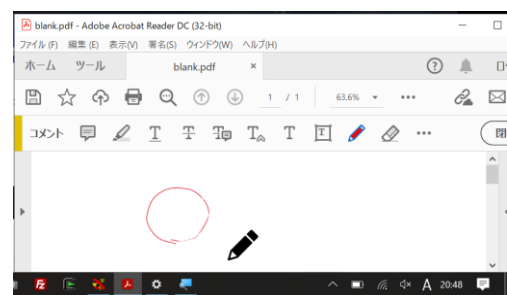 blank.pdf - Adobe Acrobat Reader DC (32-bit)
ファイル(F) 編集(E) 表示(V) 署名(S) ウインドウ(W) ヘルプ(H)
ホーム ツール blank.pdf ×
1 / 1 63.6%
コメント T T T T T T 閉
A 20:48